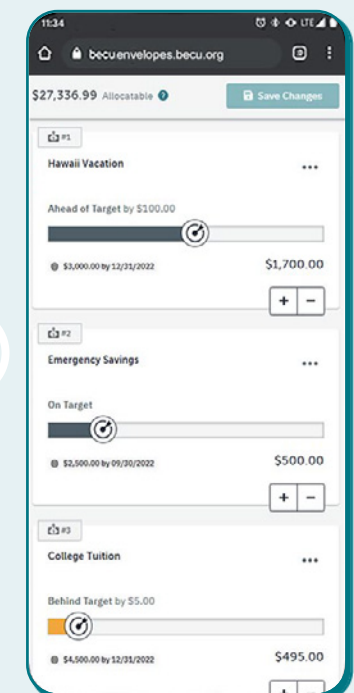 11:34 LTE
becuenvelopes.becu.org
$27,336.99 Allocatable ? Save Changes
#1
Hawaii Vacation
Ahead of Target by $100.00
$3,000.00 by 12/31/2022 $1,700.00
+ −
#2
Emergency Savings
On Target
$2,500.00 by 09/30/2022 $500.00
+ −
#3
College Tuition
Behind Target by $5.00
$4,500.00 by 12/31/2022 $495.00
+ −